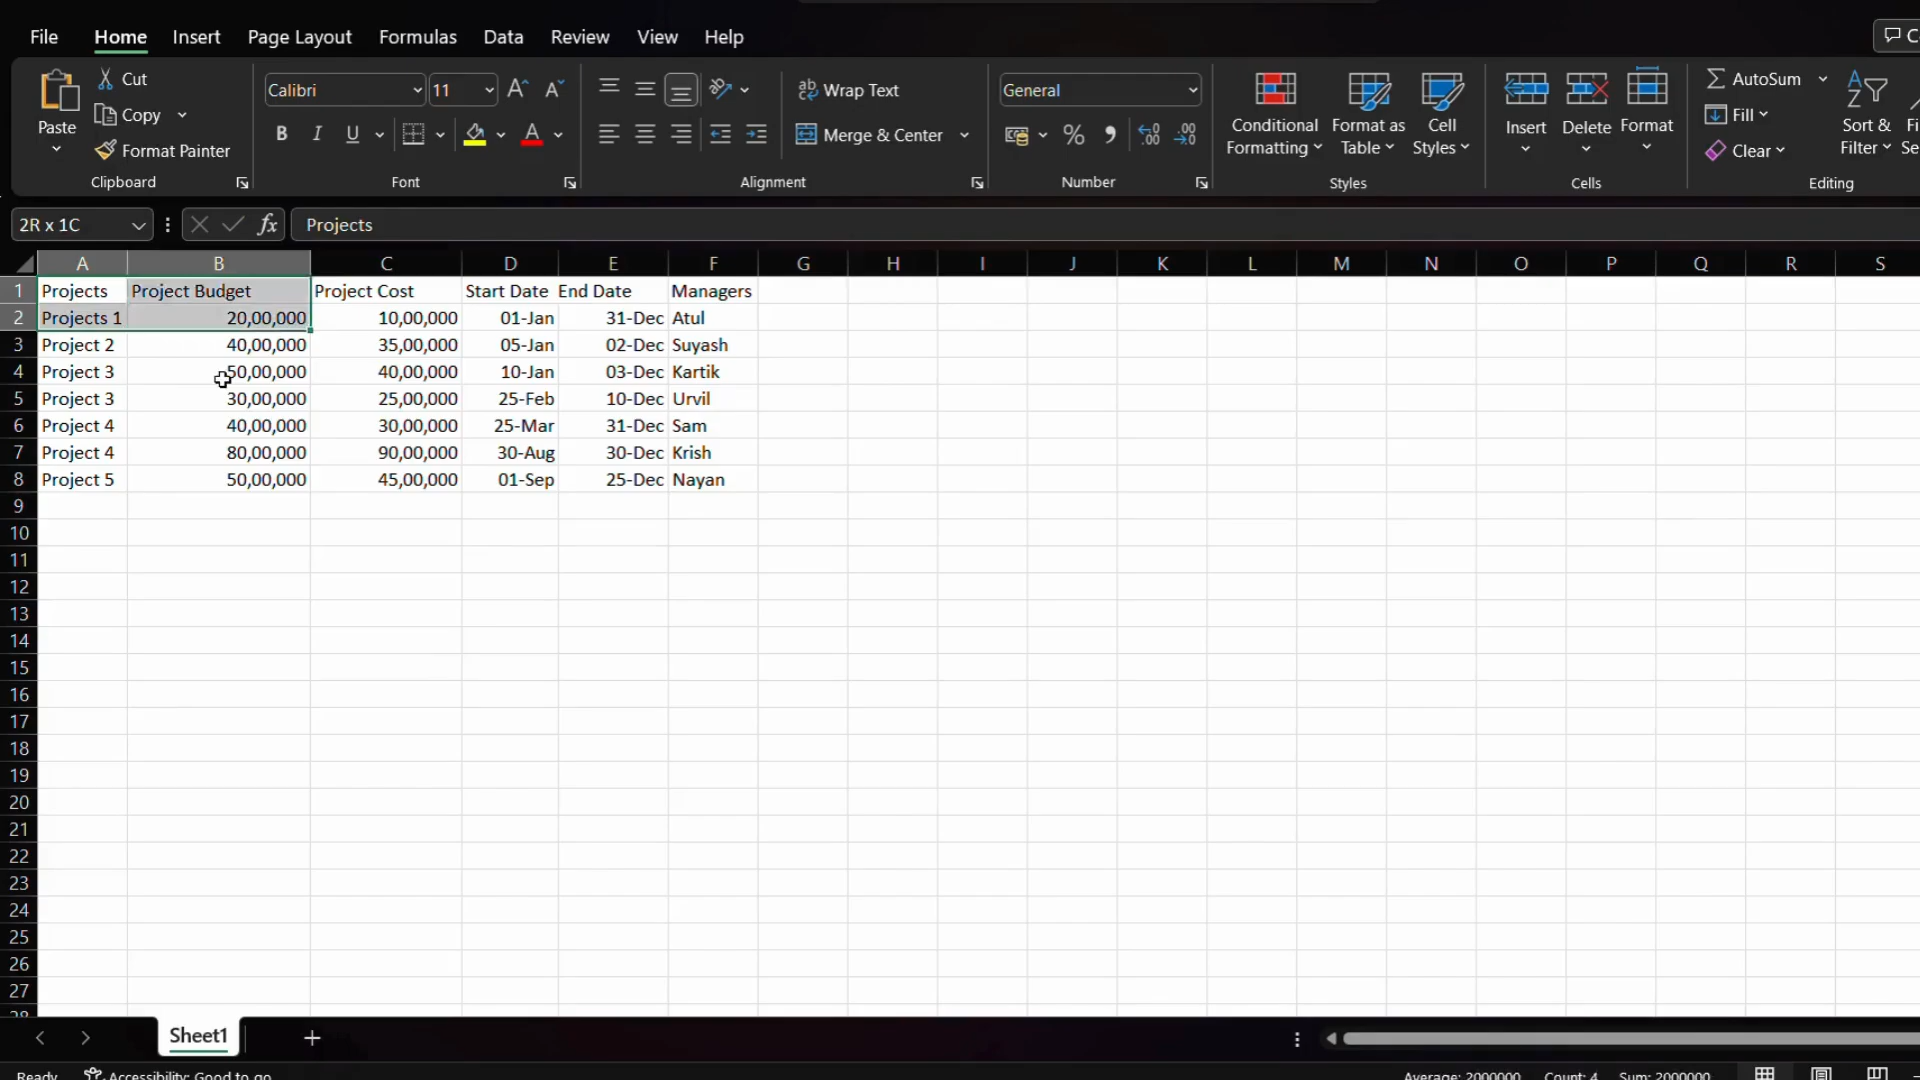 File Home Insert Page Layout Formulas Data Review View Help
Cut
Copy
Format Painter
Paste
Clipboard
Calibri 11
B I U
Font
Wrap Text
Merge & Center
Alignment
General
Number
Conditional Formatting
Format as Table
Cell Styles
Styles
Insert Delete Format
Cells
AutoSum
Fill
Clear
Sort & Filter
Editing
2R x 1C fx Projects
A B C D E F G H I J K L M N O P Q R S
1 Projects Project Budget Project Cost Start Date End Date Managers
2 Projects 1 20,00,000 10,00,000 01-Jan 31-Dec Atul
3 Project 2 40,00,000 35,00,000 05-Jan 02-Dec Suyash
4 Project 3 50,00,000 40,00,000 10-Jan 03-Dec Kartik
5 Project 3 30,00,000 25,00,000 25-Feb 10-Dec Urvil
6 Project 4 40,00,000 30,00,000 25-Mar 31-Dec Sam
7 Project 4 80,00,000 90,00,000 30-Aug 30-Dec Krish
8 Project 5 50,00,000 45,00,000 01-Sep 25-Dec Nayan
9
10
11
12
13
14
15
16
17
18
19
20
21
22
23
24
25
26
27
28
Sheet1
Ready Accessibility: Good to go Average: 2000000 Count: 4 Sum: 2000000